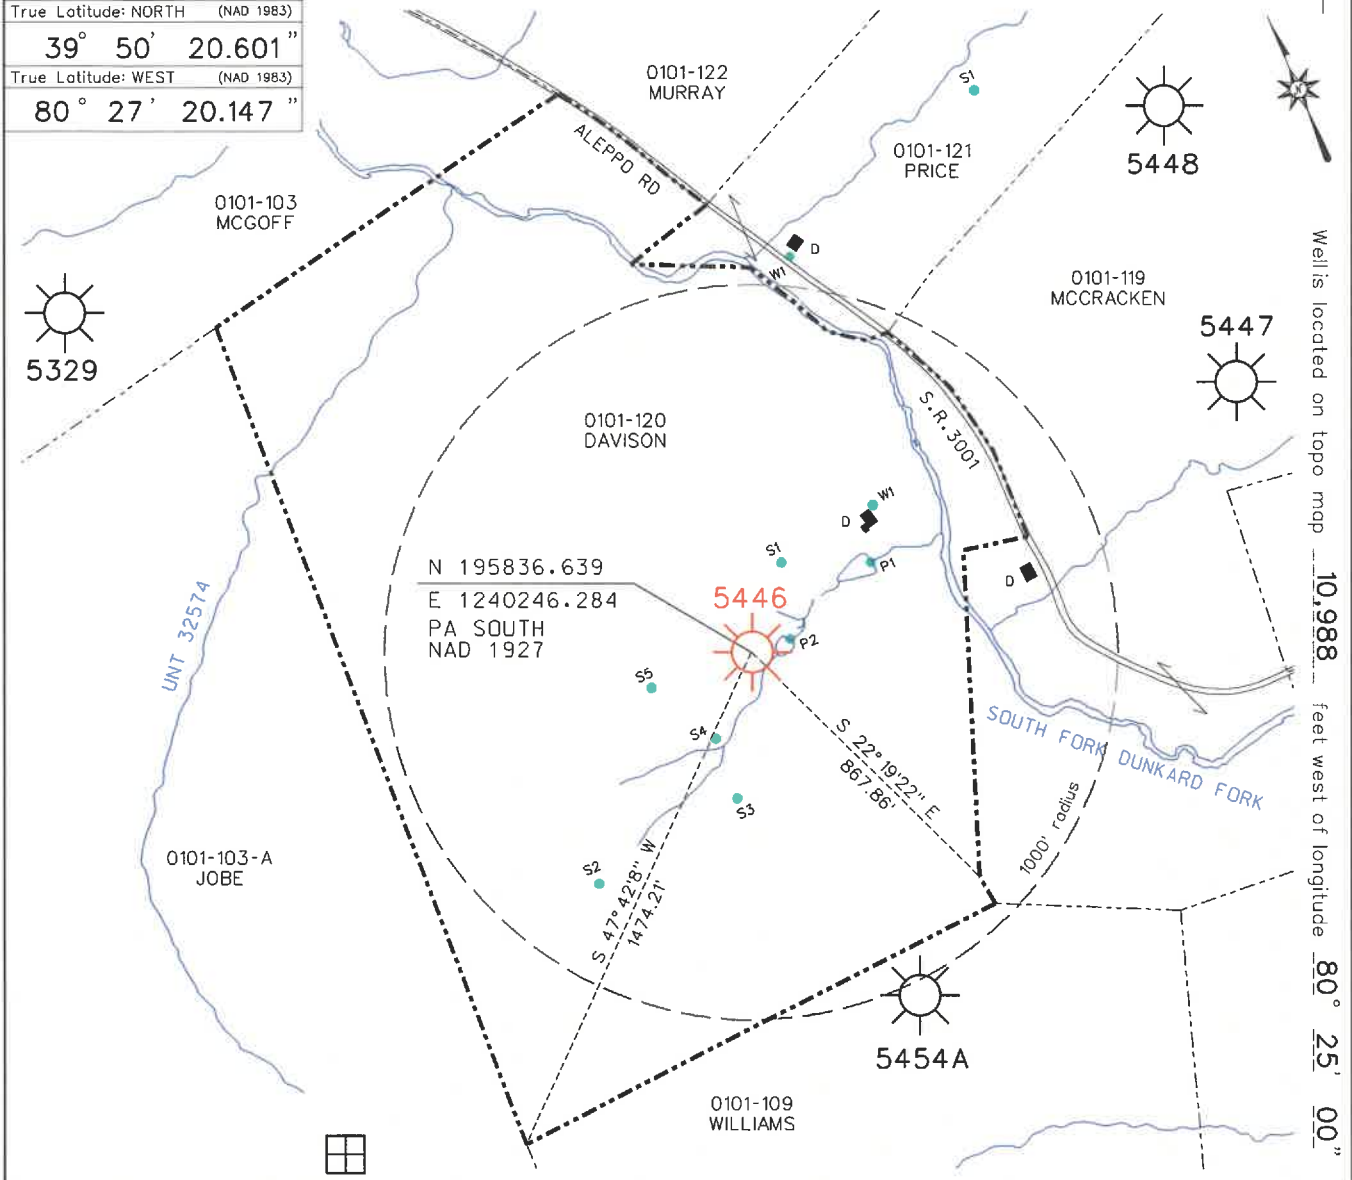 True Latitude: NORTH (NAD 1983)
39° 50' 20.601"
True Latitude: WEST (NAD 1983)
80° 27' 20.147"
0101-122
MURRAY
ALEPPO RD
S1
0101-121
PRICE
5448
N
0101-103
MCGOFF
5329
D
W1
0101-119
MCCRACKEN
5447
S.R. 3001
0101-120
DAVISON
W1
D
S1
P1
D
N 195836.639
E 1240246.284
PA SOUTH
NAD 1927
5446
P2
UNT 32574
S5
S4
S3
S2
S 22°19'22" E
867.86'
SOUTH FORK DUNKARD FORK
1000' radius
S 47°42'8" W
1474.21'
0101-103-A
JOBE
5454A
0101-109
WILLIAMS
Well is located on topo map 10,988 feet west of longitude 80° 25' 00"